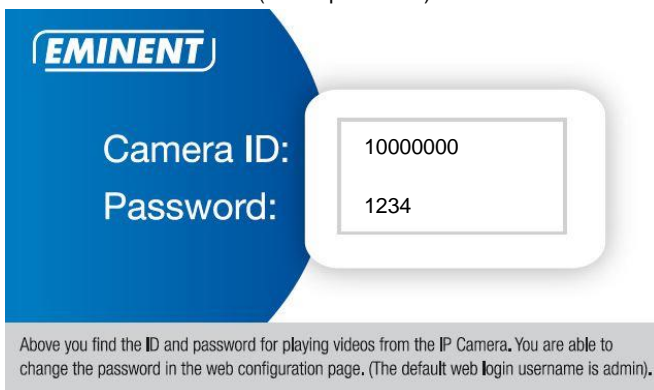 EMINENT
Camera ID: 10000000
Password: 1234
Above you find the ID and password for playing videos from the IP Camera. You are able to
change the password in the web configuration page. (The default web login username is admin).